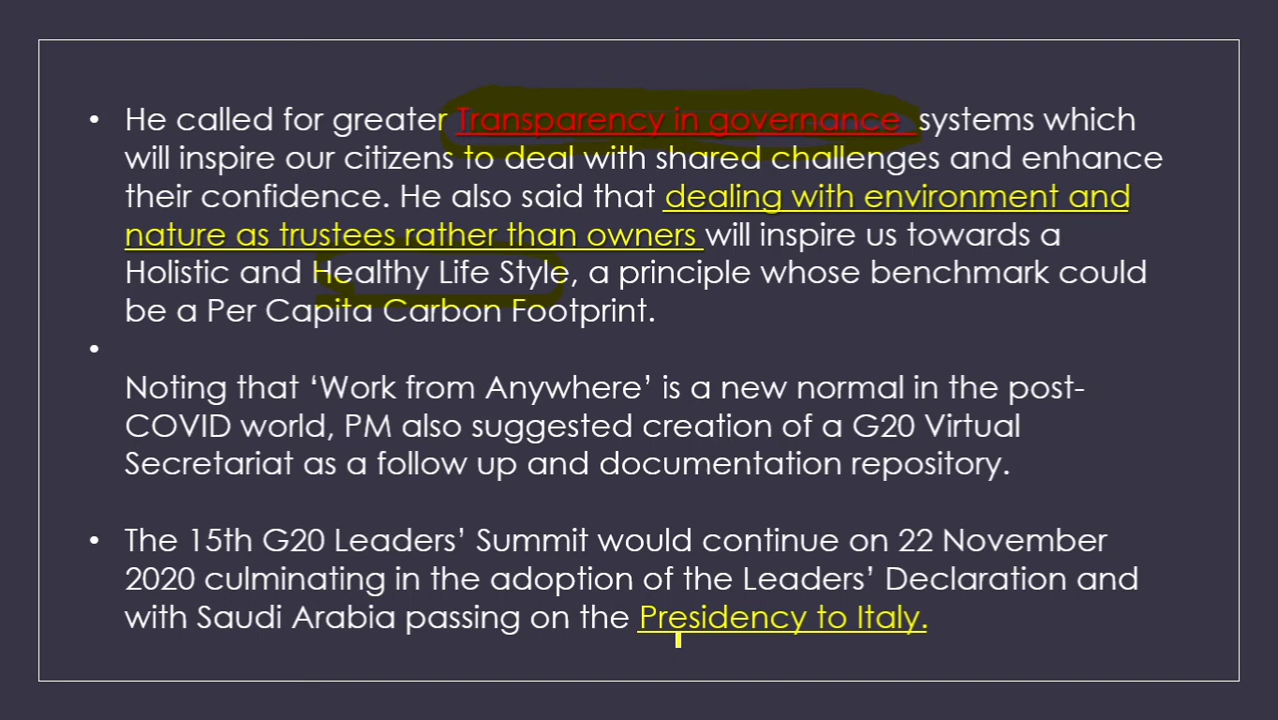 • He called for greater Transparency in governance systems which
will inspire our citizens to deal with shared challenges and enhance
their confidence. He also said that dealing with environment and
nature as trustees rather than owners will inspire us towards a
Holistic and Healthy Life Style, a principle whose benchmark could
be a Per Capita Carbon Footprint.
•
Noting that ‘Work from Anywhere’ is a new normal in the post-
COVID world, PM also suggested creation of a G20 Virtual
Secretariat as a follow up and documentation repository.
• The 15th G20 Leaders’ Summit would continue on 22 November
2020 culminating in the adoption of the Leaders’ Declaration and
with Saudi Arabia passing on the Presidency to Italy.